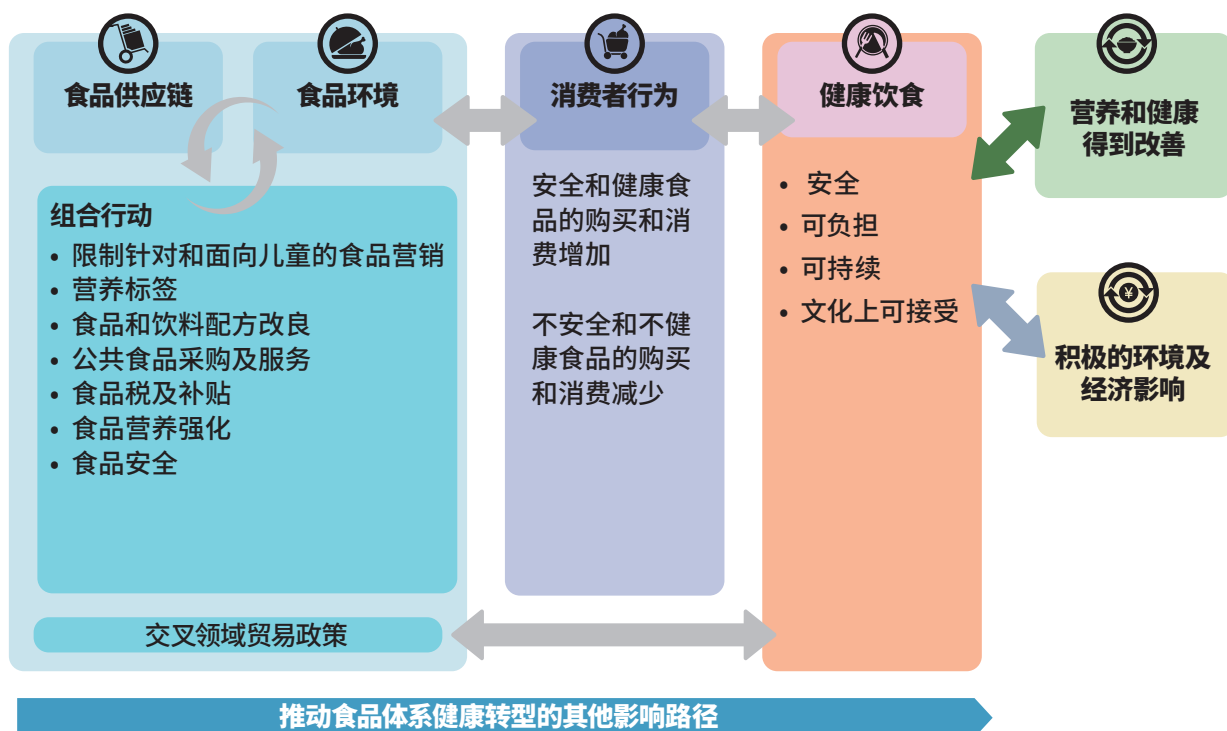 食品供应链
食品环境
消费者行为
健康饮食
营养和健康
得到改善
组合行动
• 限制针对和面向儿童的食品营销
• 营养标签
• 食品和饮料配方改良
• 公共食品采购及服务
• 食品税及补贴
• 食品营养强化
• 食品安全
安全和健康食
品的购买和消
费增加
不安全和不健
康食品的购买
和消费减少
• 安全
• 可负担
• 可持续
• 文化上可接受
¥
积极的环境及
经济影响
交叉领域贸易政策
推动食品体系健康转型的其他影响路径